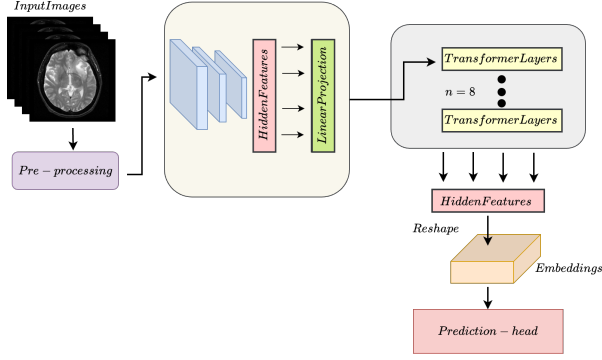 InputImages
Pre − processing
HiddenFeatures
LinearProjection
TransformerLayers
n = 8
TransformerLayers
HiddenFeatures
Reshape
Embeddings
Prediction − head